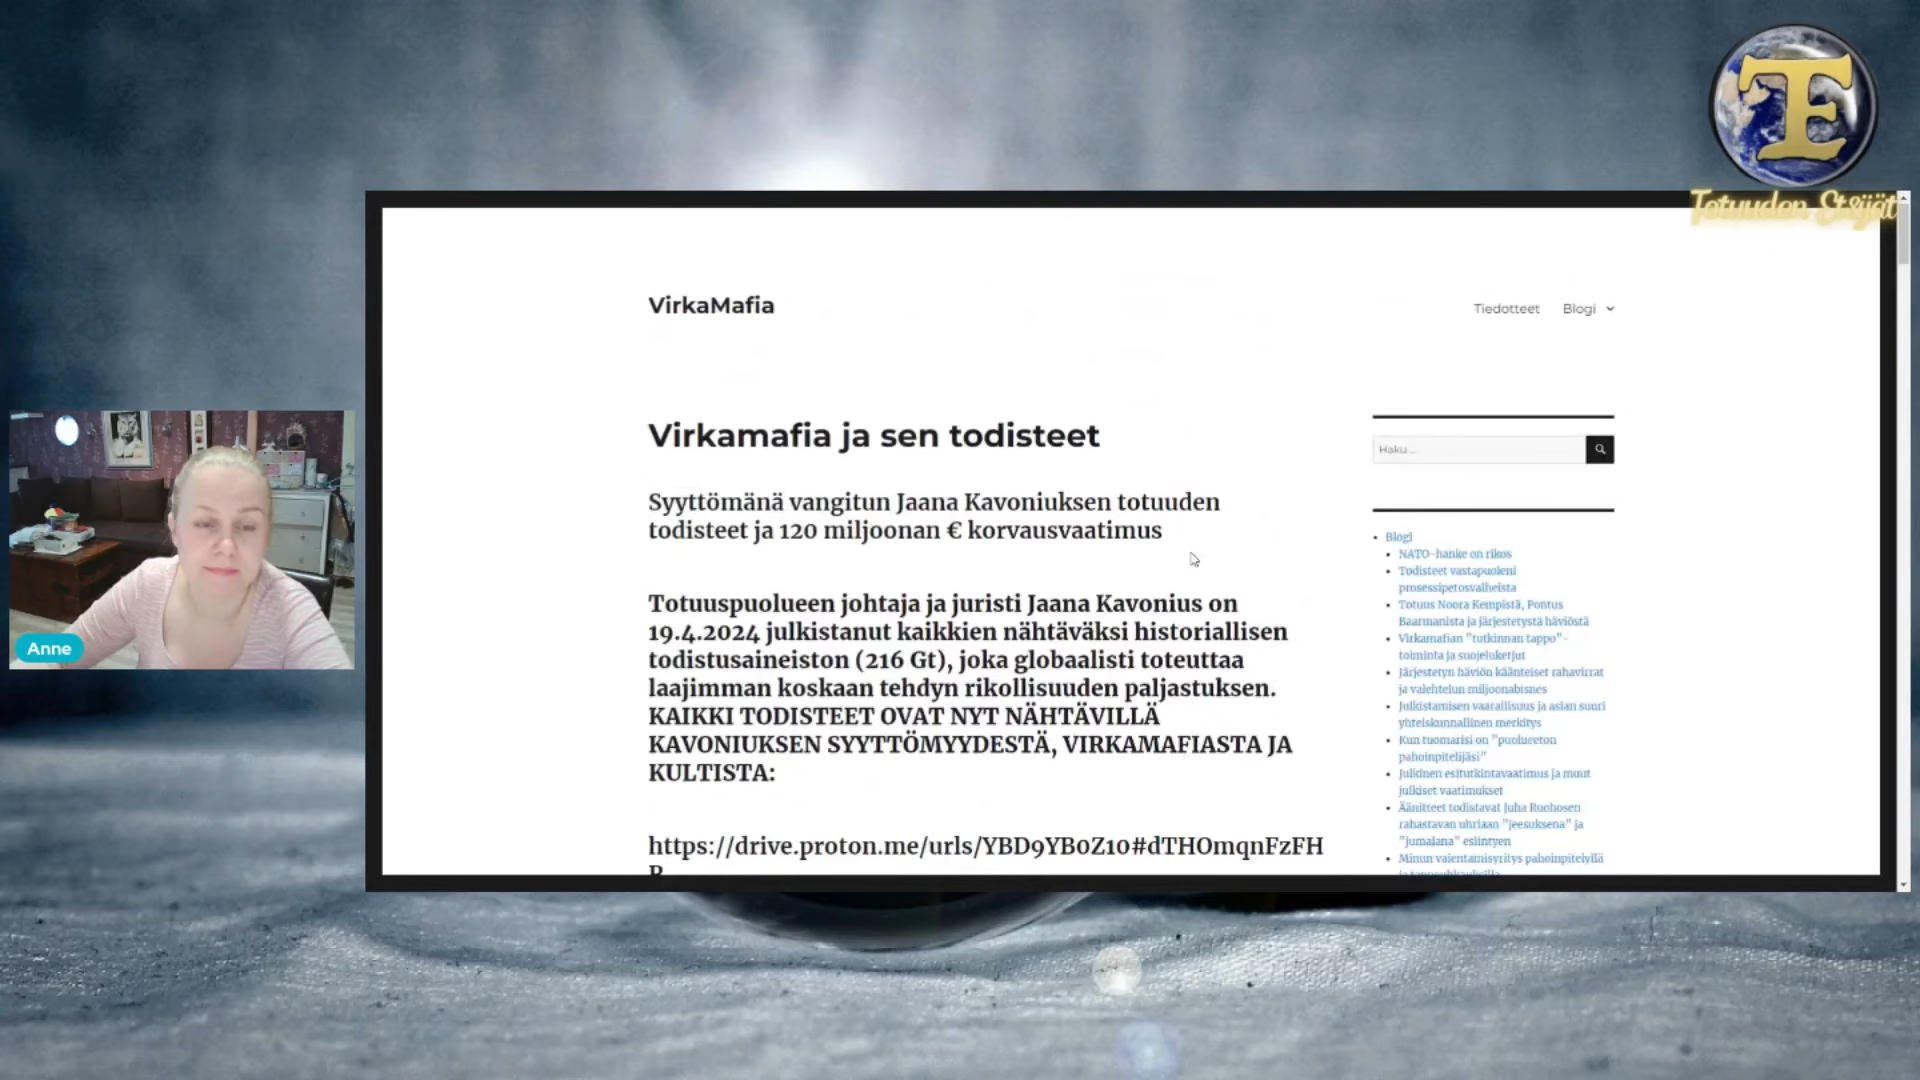 TE
Totuuden Etsijät
VirkaMafia
Tiedotteet
Blogi
Virkamafia ja sen todisteet
Syyttömänä vangitun Jaana Kavoniuksen totuuden
todisteet ja 120 miljoonan € korvausvaatimus
Totuuspuolueen johtaja ja juristi Jaana Kavonius on
19.4.2024 julkistanut kaikkien nähtäväksi historiallisen
todistusaineiston (216 Gt), joka globaalisti toteuttaa
laajimman koskaan tehdyn rikollisuuden paljastuksen.
KAIKKI TODISTEET OVAT NYT NÄHTÄVILLÄ
KAVONIUKSEN SYYTTÖMYYDESTÄ, VIRKAMAFIASTA JA
KULTISTA:
https://drive.proton.me/urls/YBD9YB0Z10#dTHOmqnFzFH
Haku ...
Blogi
NATO-hanke on rikos
Todisteet vastapuoleni
prosessipetosvalheista
Totuus Noora Kempistä, Pontus
Baarmanista ja järjestetystä häviöstä
Virkamafian "tutkinnan tappo"-
toiminta ja suojeluketjut
Järjestetyn häviön käänteiset rahavirrat
ja valehtelun miljoonabisnes
Julkistamisen vaarallisuus ja asian suuri
yhteiskunnallinen merkitys
Kun tuomarisi on "puolueeton
pahoinpitelijäsi"
Julkinen esitutkintavaatimus ja muut
julkiset vaatimukset
Äänitteet todistavat Juha Ruohosen
rahastavan uhriaan "Jeesuksena" ja
"Jumalana" esiintyen
Minun vaientamisyritys pahoinpitelyllä
Anne